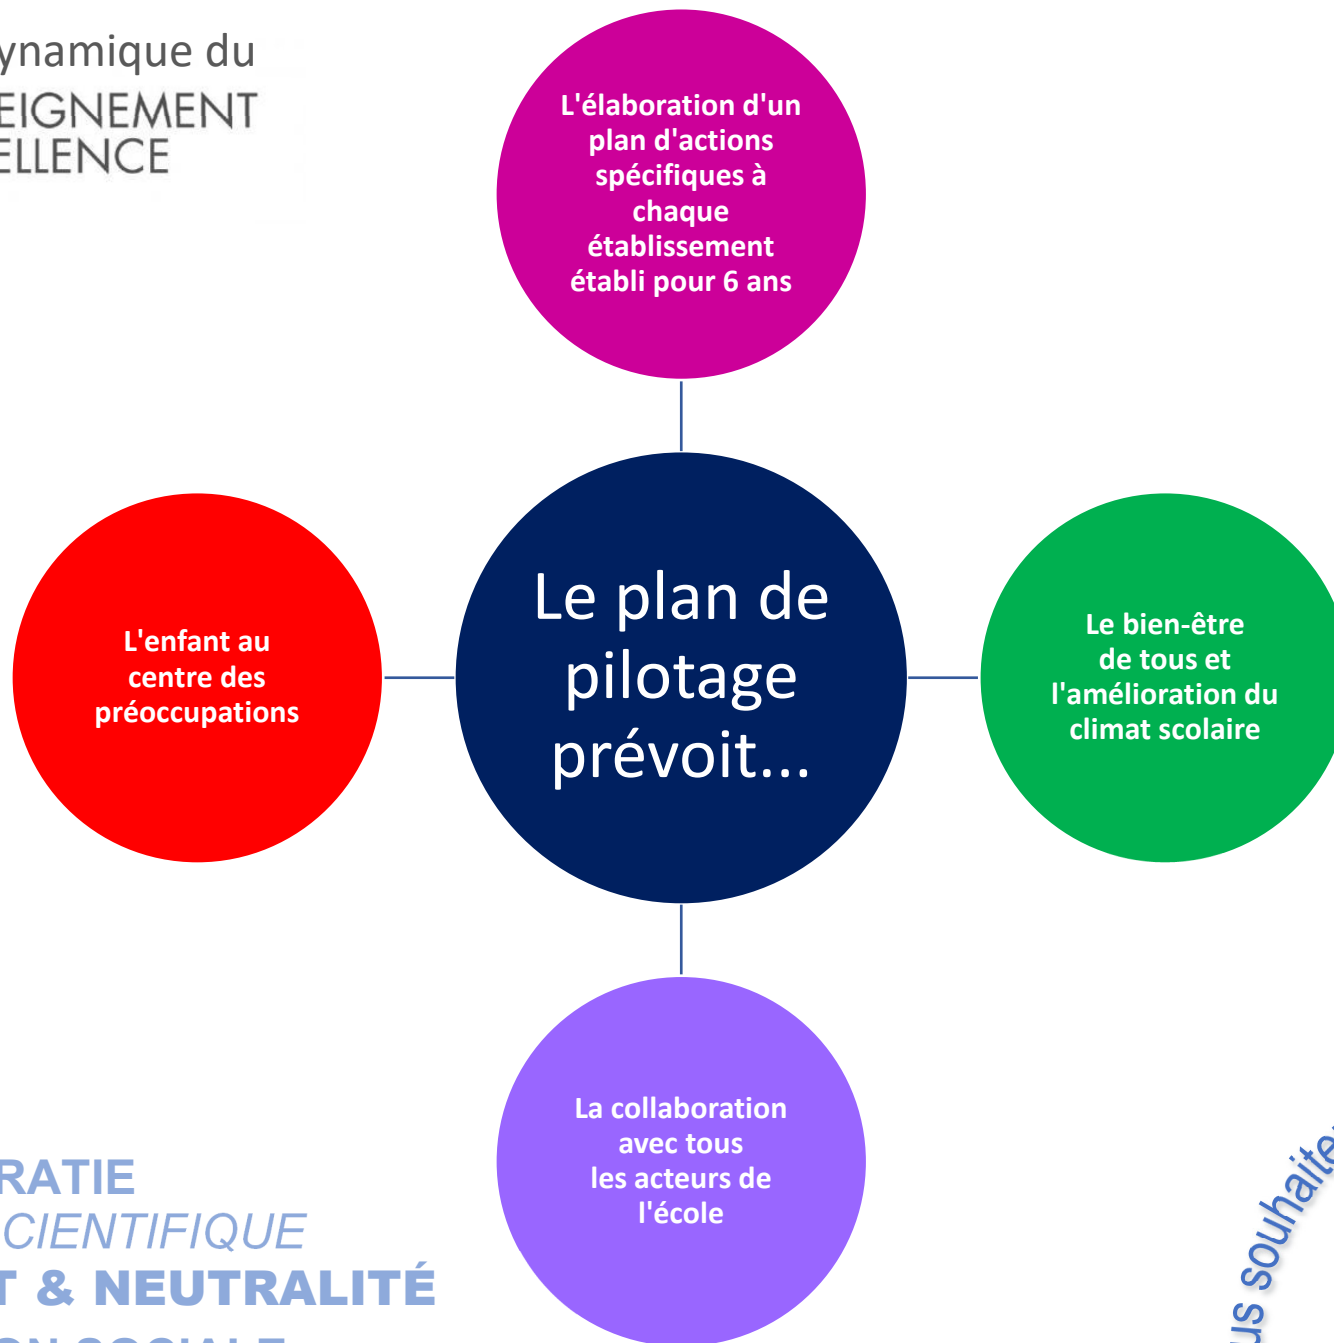 ynamique du
EIGNEMENT
ELLENCE
L'élaboration d'un
plan d'actions
spécifiques à
chaque
établissement
établi pour 6 ans
L'enfant au
centre des
préoccupations
Le plan de
pilotage
prévoit...
Le bien-être
de tous et
l'amélioration du
climat scolaire
La collaboration
avec tous
les acteurs de
l'école
RATIE
CIENTIFIQUE
T & NEUTRALITÉ
ON SOCIALE
us souhaite